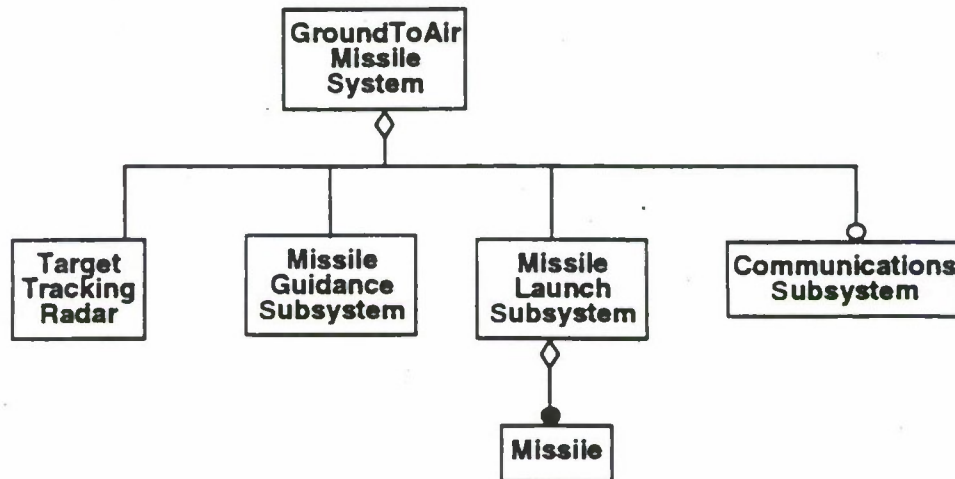 GroundToAir
Missile
System
Target
Tracking
Radar
Missile
Guidance
Subsystem
Missile
Launch
Subsystem
Communications
Subsystem
Missile